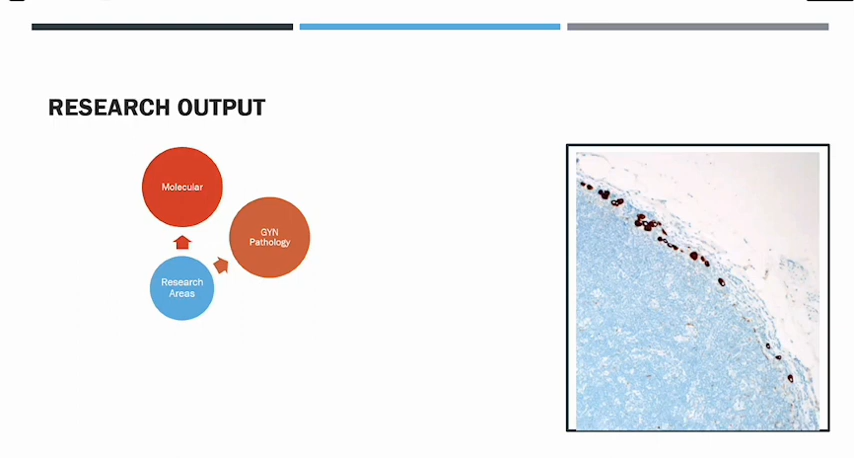 RESEARCH OUTPUT
Molecular
GYN
Pathology
Research
Areas